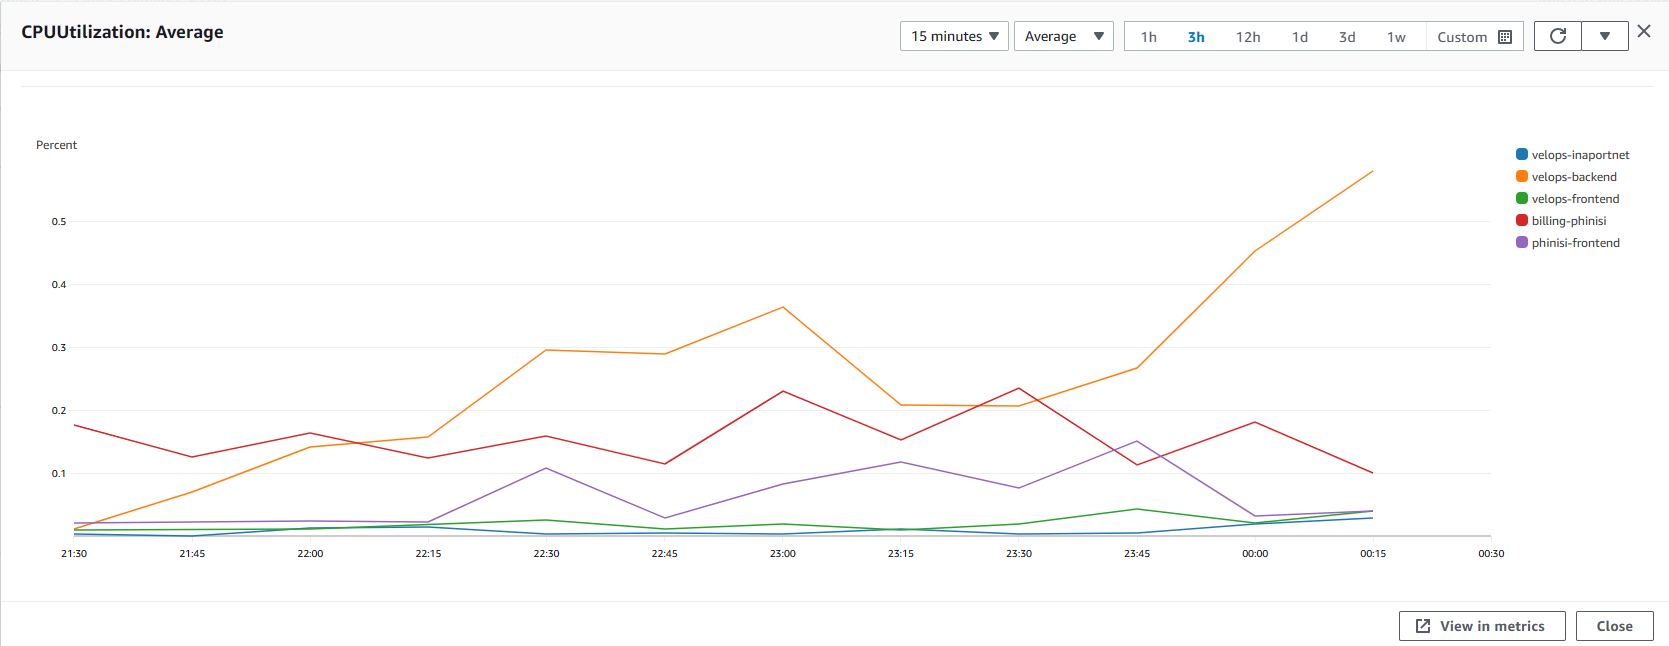 CPUUtilization: Average
15 minutes
Average
1h
3h
12h
1d
3d
1w
Custom
Percent
0.5
0.4
0.3
0.2
0.1
21:30
21:45
22:00
22:15
22:30
22:45
23:00
23:15
23:30
23:45
00:00
00:15
00:30
velops-inaportnet
velops-backend
velops-frontend
billing-phinisi
phinisi-frontend
View in metrics
Close